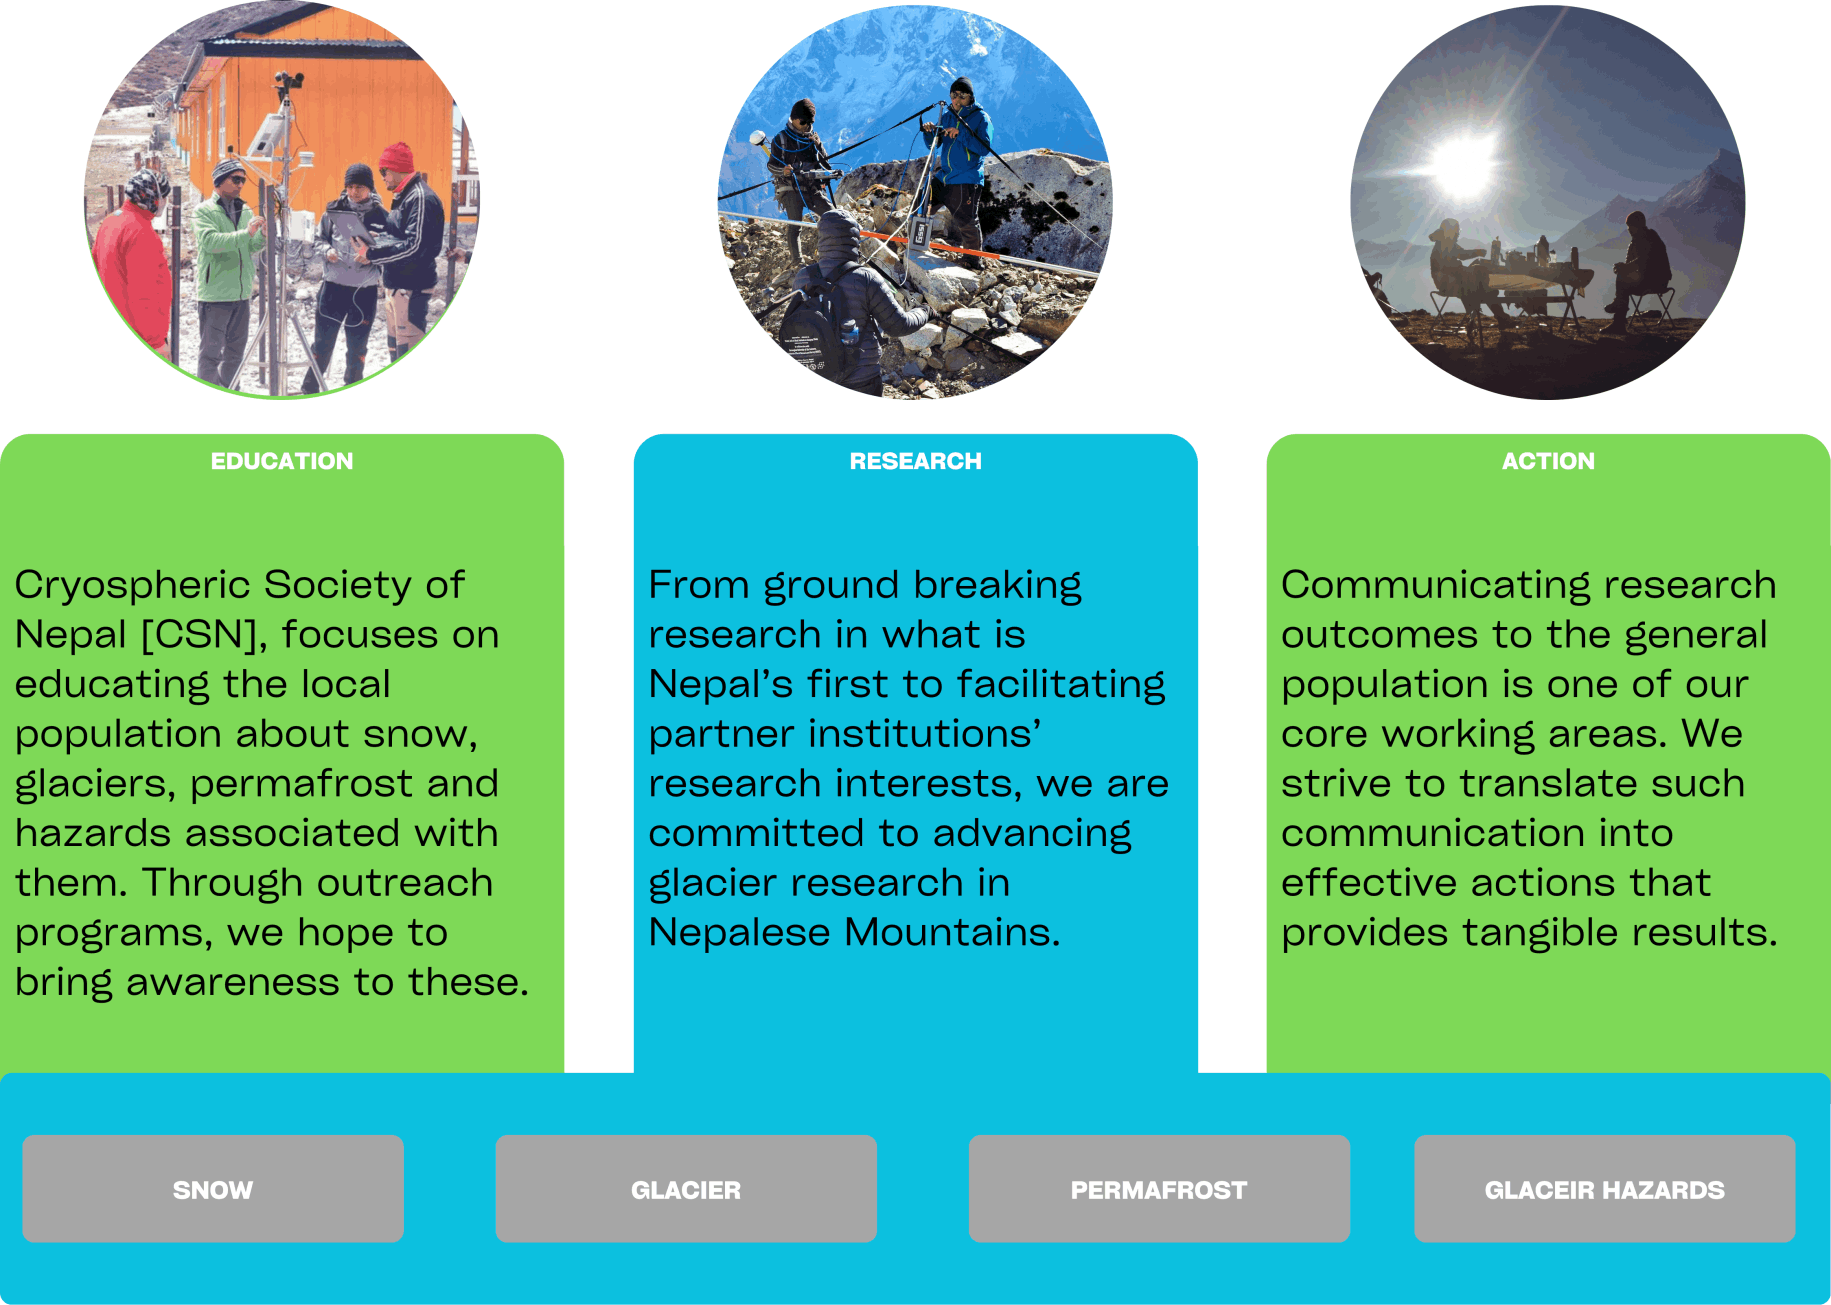 EDUCATION
Cryospheric Society of
Nepal [CSN], focuses on
educating the local
population about snow,
glaciers, permafrost and
hazards associated with
them. Through outreach
programs, we hope to
bring awareness to these.
RESEARCH
From ground breaking
research in what is
Nepal’s first to facilitating
partner institutions’
research interests, we are
committed to advancing
glacier research in
Nepalese Mountains.
ACTION
Communicating research
outcomes to the general
population is one of our
core working areas. We
strive to translate such
communication into
effective actions that
provides tangible results.
SNOW
GLACIER
PERMAFROST
GLACEIR HAZARDS
GSSI